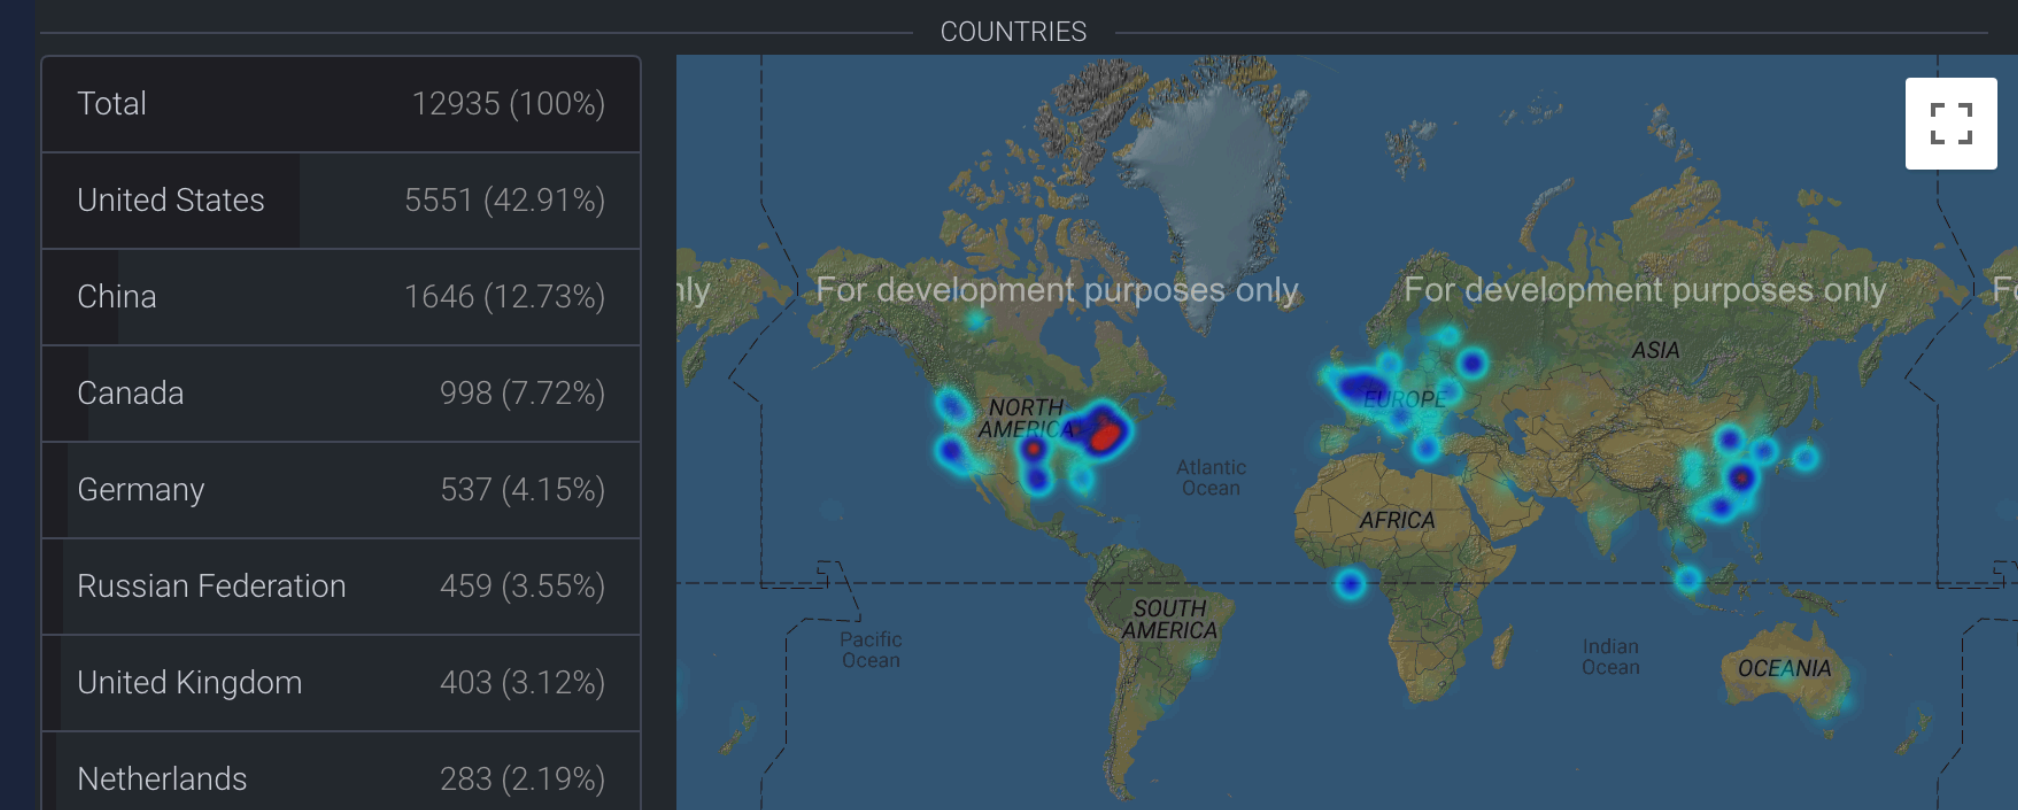 COUNTRIES
Total 12935 (100%)
United States 5551 (42.91%)
China 1646 (12.73%)
Canada 998 (7.72%)
Germany 537 (4.15%)
Russian Federation 459 (3.55%)
United Kingdom 403 (3.12%)
Netherlands 283 (2.19%)
nly For development purposes only For development purposes only Fo
ASIA
NORTH
AMERICA
EUROPE
Atlantic
Ocean
AFRICA
SOUTH
AMERICA
Pacific
Ocean
Indian
Ocean
OCEANIA